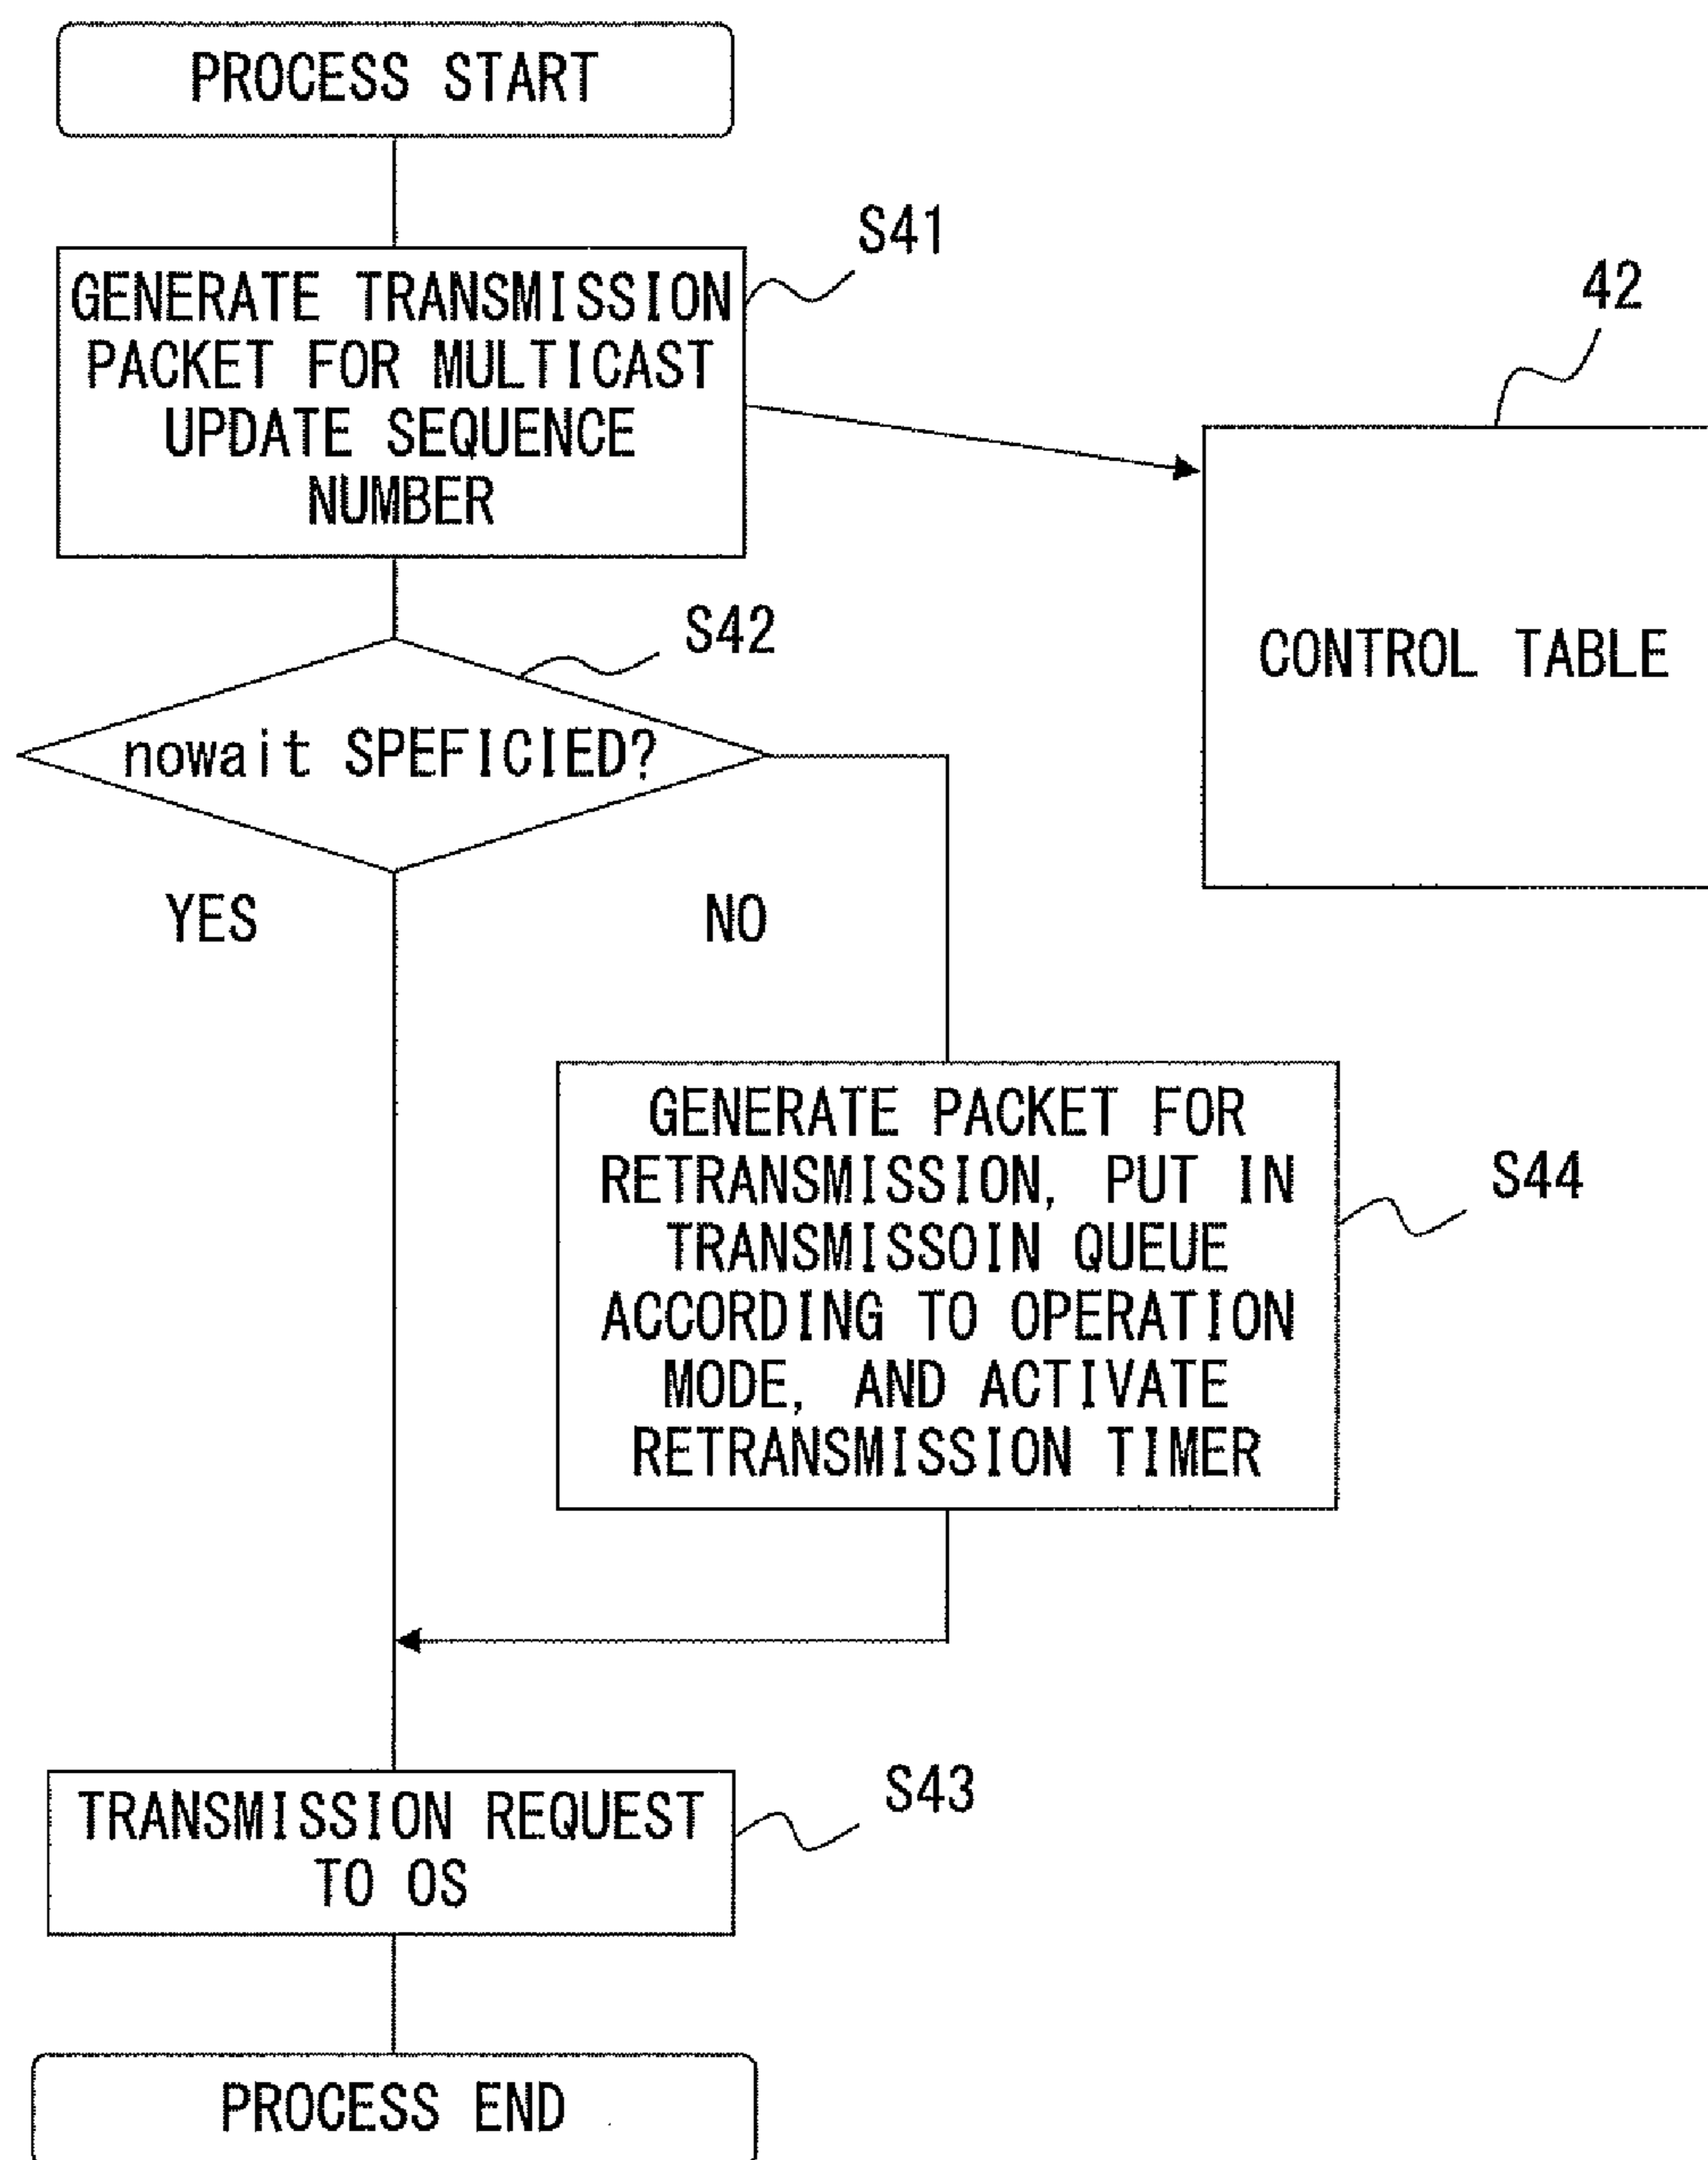 PROCESS START
S41
GENERATE TRANSMISSION
PACKET FOR MULTICAST
UPDATE SEQUENCE
NUMBER
42
CONTROL TABLE
S42
nowait SPEFICIED?
YES
NO
GENERATE PACKET FOR
RETRANSMISSION, PUT IN
TRANSMISSOIN QUEUE
ACCORDING TO OPERATION
MODE, AND ACTIVATE
RETRANSMISSION TIMER
S44
TRANSMISSION REQUEST
TO OS
S43
PROCESS END